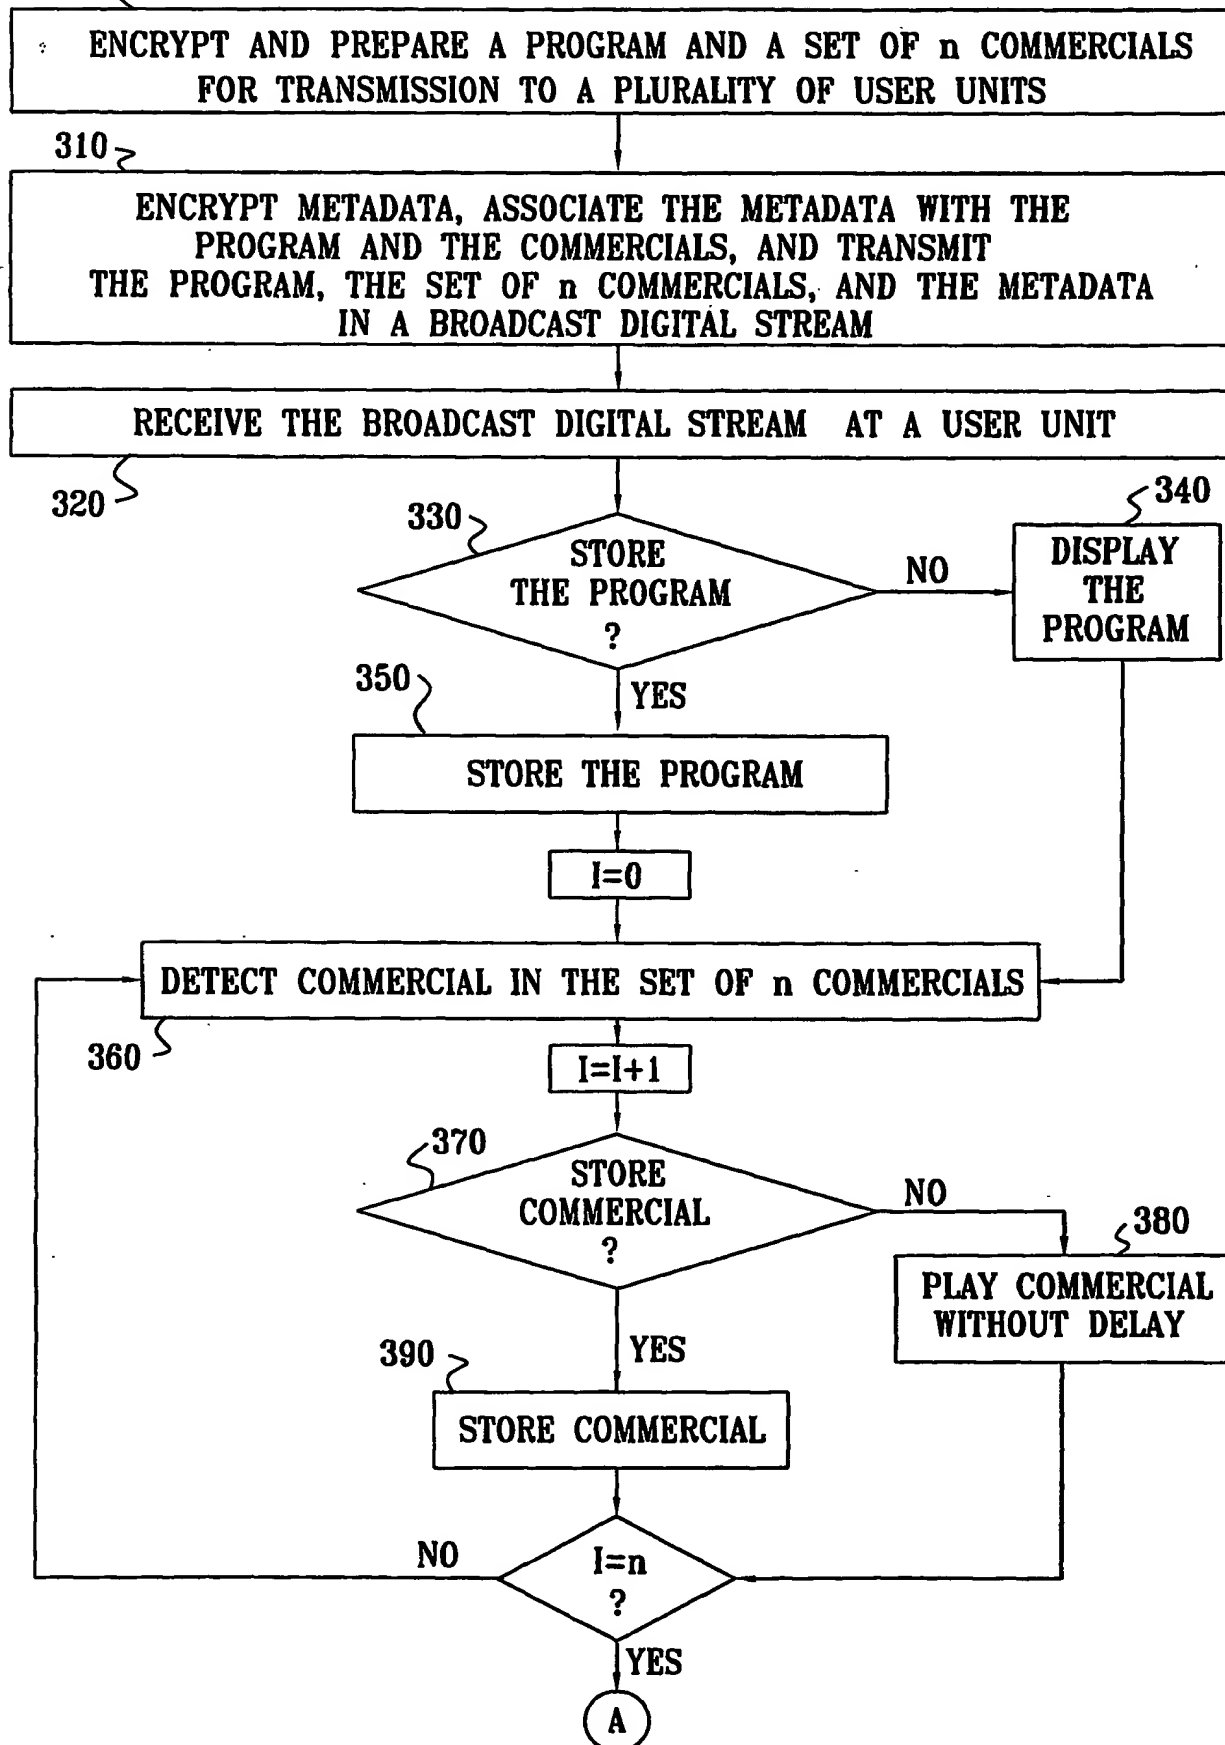 ENCRYPT AND PREPARE A PROGRAM AND A SET OF n COMMERCIALS
FOR TRANSMISSION TO A PLURALITY OF USER UNITS
310
ENCRYPT METADATA, ASSOCIATE THE METADATA WITH THE
PROGRAM AND THE COMMERCIALS, AND TRANSMIT
THE PROGRAM, THE SET OF n COMMERCIALS, AND THE METADATA
IN A BROADCAST DIGITAL STREAM
RECEIVE THE BROADCAST DIGITAL STREAM AT A USER UNIT
320
330
STORE
THE PROGRAM
?
NO
340
DISPLAY
THE
PROGRAM
YES
350
STORE THE PROGRAM
I=0
DETECT COMMERCIAL IN THE SET OF n COMMERCIALS
360
I=I+1
370
STORE
COMMERCIAL
?
NO
380
PLAY COMMERCIAL
WITHOUT DELAY
YES
390
STORE COMMERCIAL
I=n
?
NO
YES
A